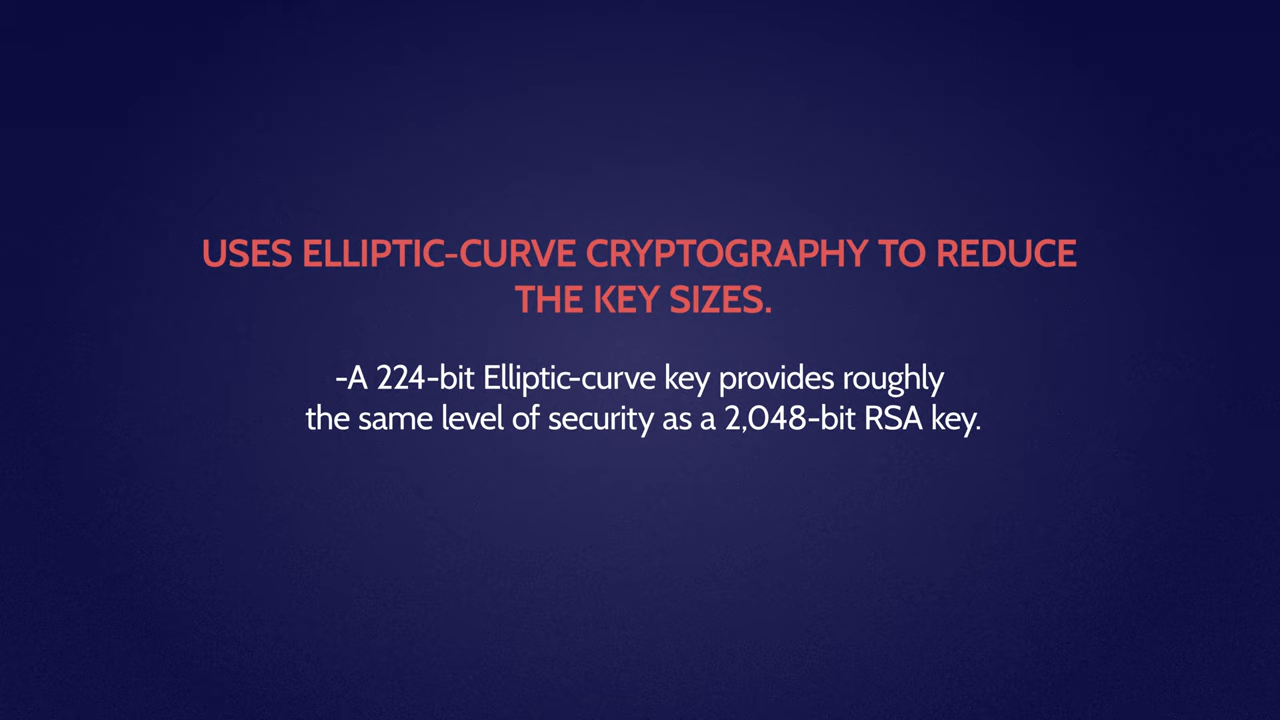 USES ELLIPTIC-CURVE CRYPTOGRAPHY TO REDUCE
THE KEY SIZES.
-A 224-bit Elliptic-curve key provides roughly
the same level of security as a 2,048-bit RSA key.